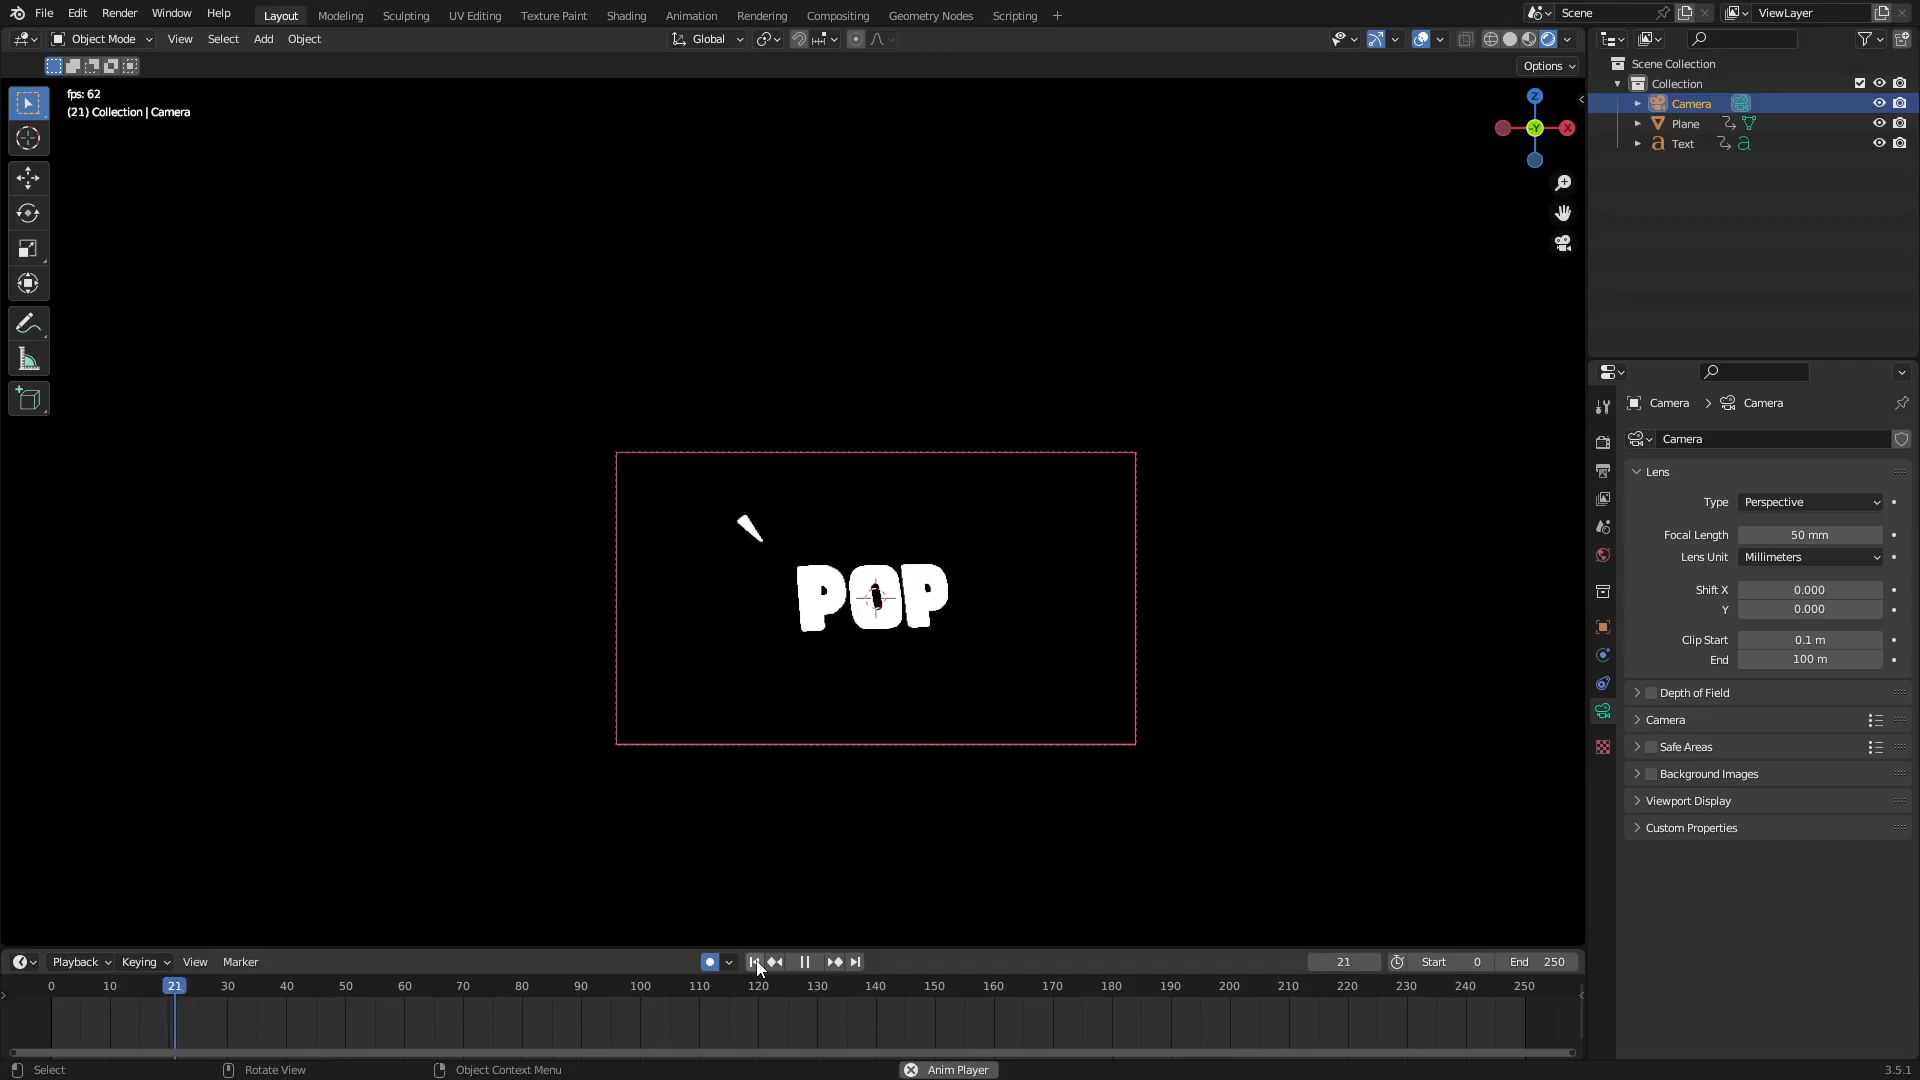 File Edit Render Window Help Layout Modeling Sculpting UV Editing Texture Paint Shading Animation Rendering Compositing Geometry Nodes Scripting + Scene ViewLayer
Object Mode View Select Add Object Global
Options
fps: 62
(21) Collection | Camera
Z
-Y X
POP
Scene Collection
Collection
Camera
Plane
Text
Camera > Camera
Camera
Lens
Type Perspective
Focal Length 50 mm
Lens Unit Millimeters
Shift X 0.000
Y 0.000
Clip Start 0.1 m
End 100 m
Depth of Field
Camera
Safe Areas
Background Images
Viewport Display
Custom Properties
Playback Keying View Marker 21 Start 0 End 250
0 10 21 30 40 50 60 70 80 90 100 110 120 130 140 150 160 170 180 190 200 210 220 230 240 250
Select Rotate View Object Context Menu Anim Player 3.5.1